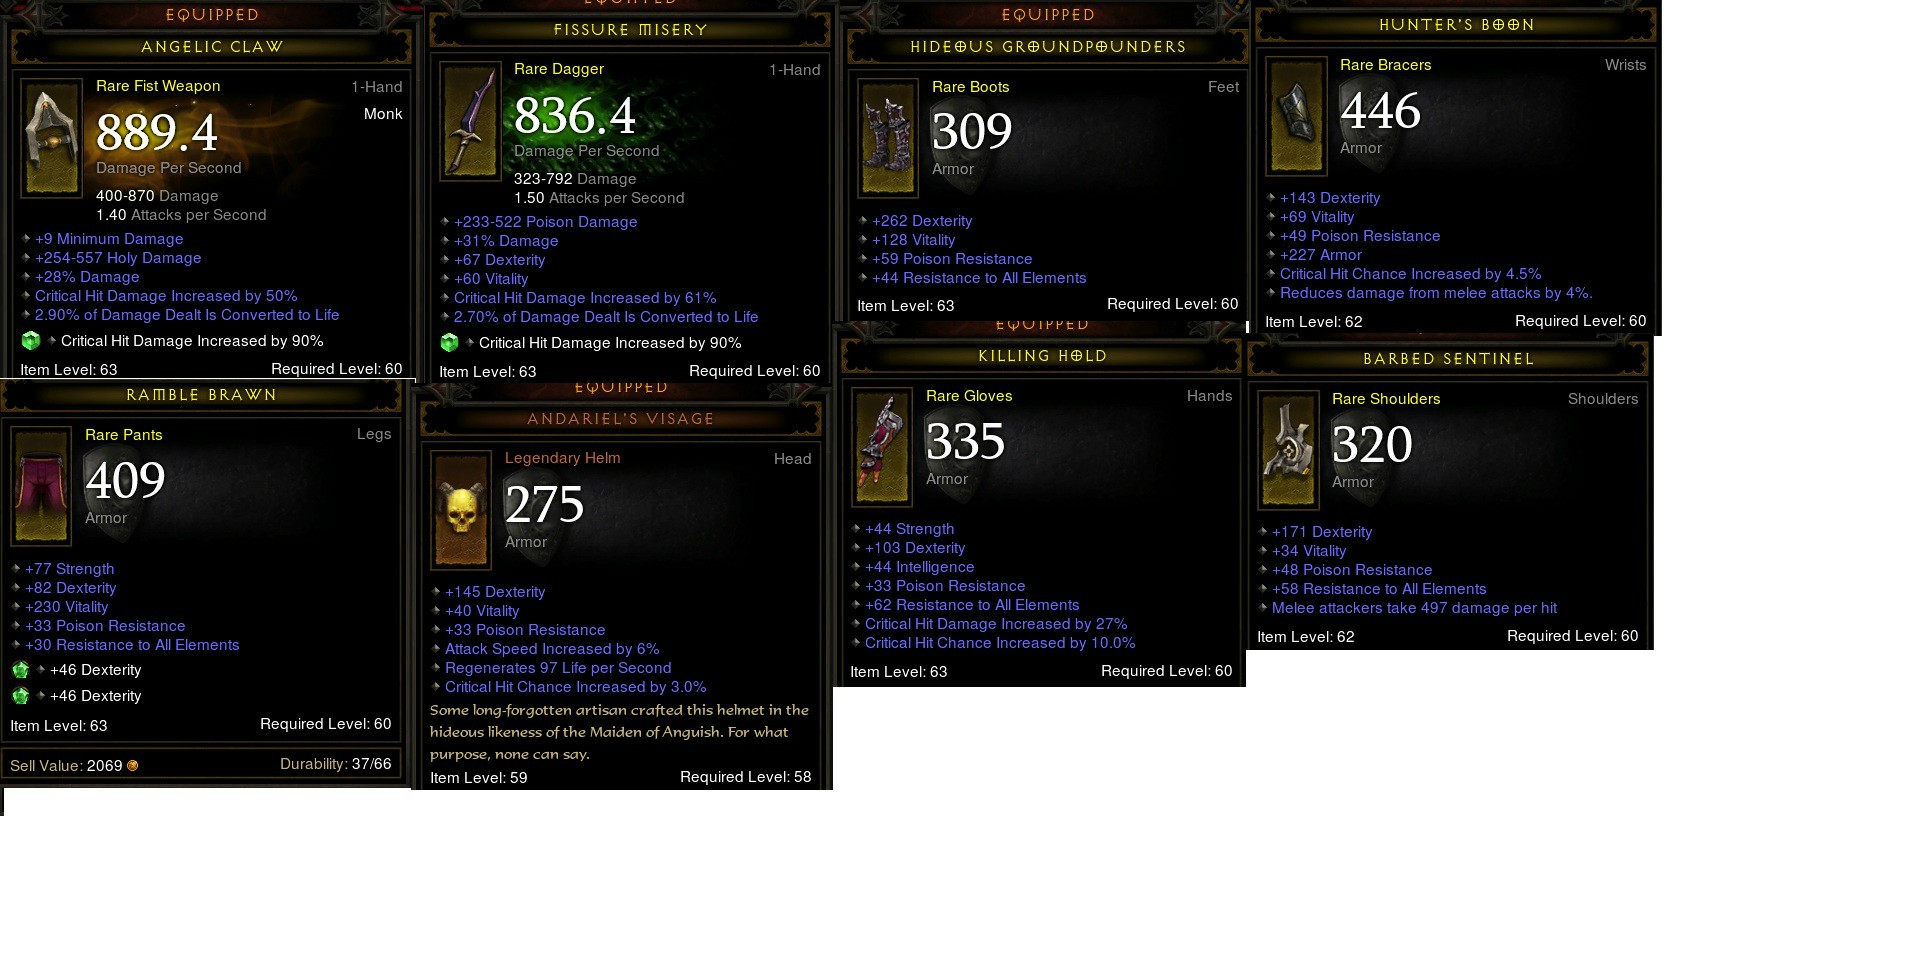 EQUIPPED
ANGELIC CLAW
Rare Fist Weapon
1-Hand
Monk
889.4
Damage Per Second
400-870 Damage
1.40 Attacks per Second
+9 Minimum Damage
+254-557 Holy Damage
+28% Damage
Critical Hit Damage Increased by 50%
2.90% of Damage Dealt Is Converted to Life
Critical Hit Damage Increased by 90%
Item Level: 63
Required Level: 60
EQUIPPED
FISSURE MISERY
Rare Dagger
1-Hand
836.4
Damage Per Second
323-792 Damage
1.50 Attacks per Second
+233-522 Poison Damage
+31% Damage
+67 Dexterity
+60 Vitality
Critical Hit Damage Increased by 61%
2.70% of Damage Dealt Is Converted to Life
Critical Hit Damage Increased by 90%
Item Level: 63
Required Level: 60
EQUIPPED
HIDEOUS GROUNDPOUNDERS
Rare Boots
Feet
309
Armor
+262 Dexterity
+128 Vitality
+59 Poison Resistance
+44 Resistance to All Elements
Item Level: 63
Required Level: 60
HUNTER'S BOON
Rare Bracers
Wrists
446
Armor
+143 Dexterity
+69 Vitality
+49 Poison Resistance
+227 Armor
Critical Hit Chance Increased by 4.5%
Reduces damage from melee attacks by 4%.
Item Level: 62
Required Level: 60
RAMBLE BRAWN
Rare Pants
Legs
409
Armor
+77 Strength
+82 Dexterity
+230 Vitality
+33 Poison Resistance
+30 Resistance to All Elements
+46 Dexterity
+46 Dexterity
Item Level: 63
Required Level: 60
Sell Value: 2069
Durability: 37/66
EQUIPPED
ANDARIEL'S VISAGE
Legendary Helm
Head
275
Armor
+145 Dexterity
+40 Vitality
+33 Poison Resistance
Attack Speed Increased by 6%
Regenerates 97 Life per Second
Critical Hit Chance Increased by 3.0%
Some long-forgotten artisan crafted this helmet in the
hideous likeness of the Maiden of Anguish. For what
purpose, none can say.
Item Level: 59
Required Level: 58
EQUIPPED
KILLING HOLD
Rare Gloves
Hands
335
Armor
+44 Strength
+103 Dexterity
+44 Intelligence
+33 Poison Resistance
+62 Resistance to All Elements
Critical Hit Damage Increased by 27%
Critical Hit Chance Increased by 10.0%
Item Level: 63
Required Level: 60
BARBED SENTINEL
Rare Shoulders
Shoulders
320
Armor
+171 Dexterity
+34 Vitality
+48 Poison Resistance
+58 Resistance to All Elements
Melee attackers take 497 damage per hit
Item Level: 62
Required Level: 60